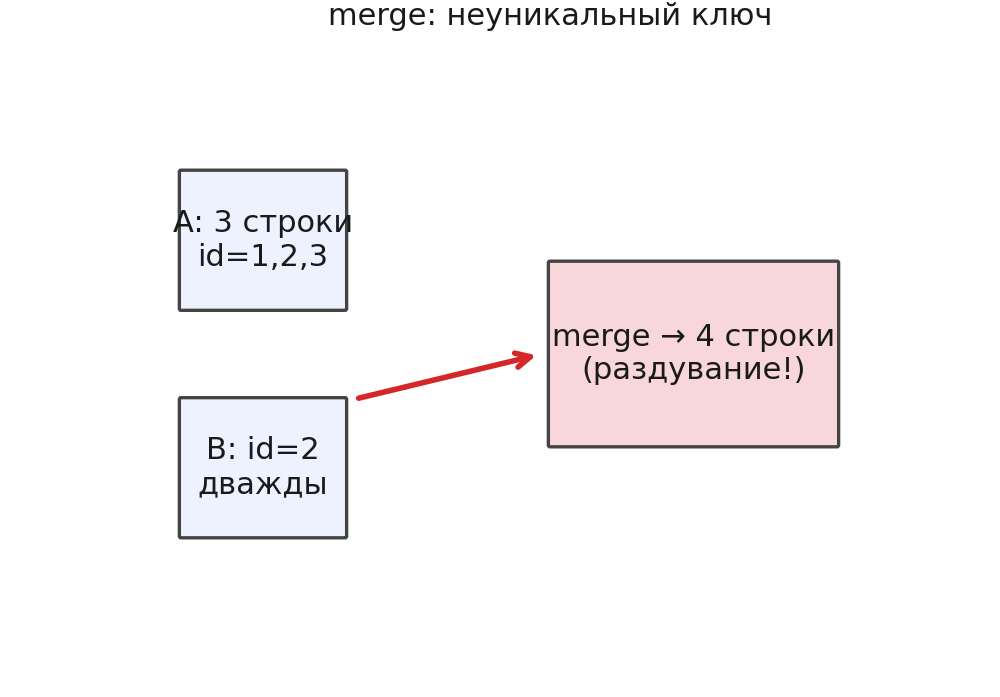 merge: неуникальный ключ
A: 3 строки
id=1,2,3
merge → 4 строки
(раздувание!)
B: id=2
дважды